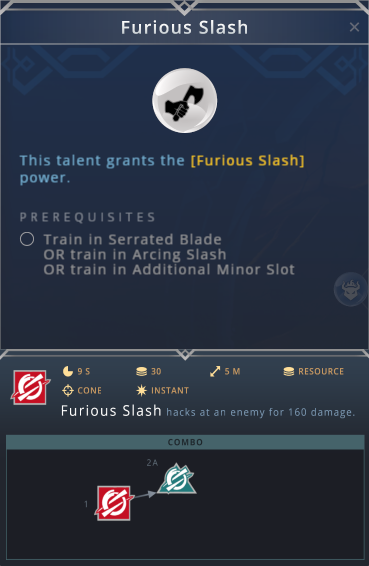 Furious Slash
This talent grants the [Furious Slash]
power.
PREREQUISITES
Train in Serrated Blade
OR train in Arcing Slash
OR train in Additional Minor Slot
9 S
30
5 M
RESOURCE
CONE
INSTANT
Furious Slash hacks at an enemy for 160 damage.
COMBO
2A
1